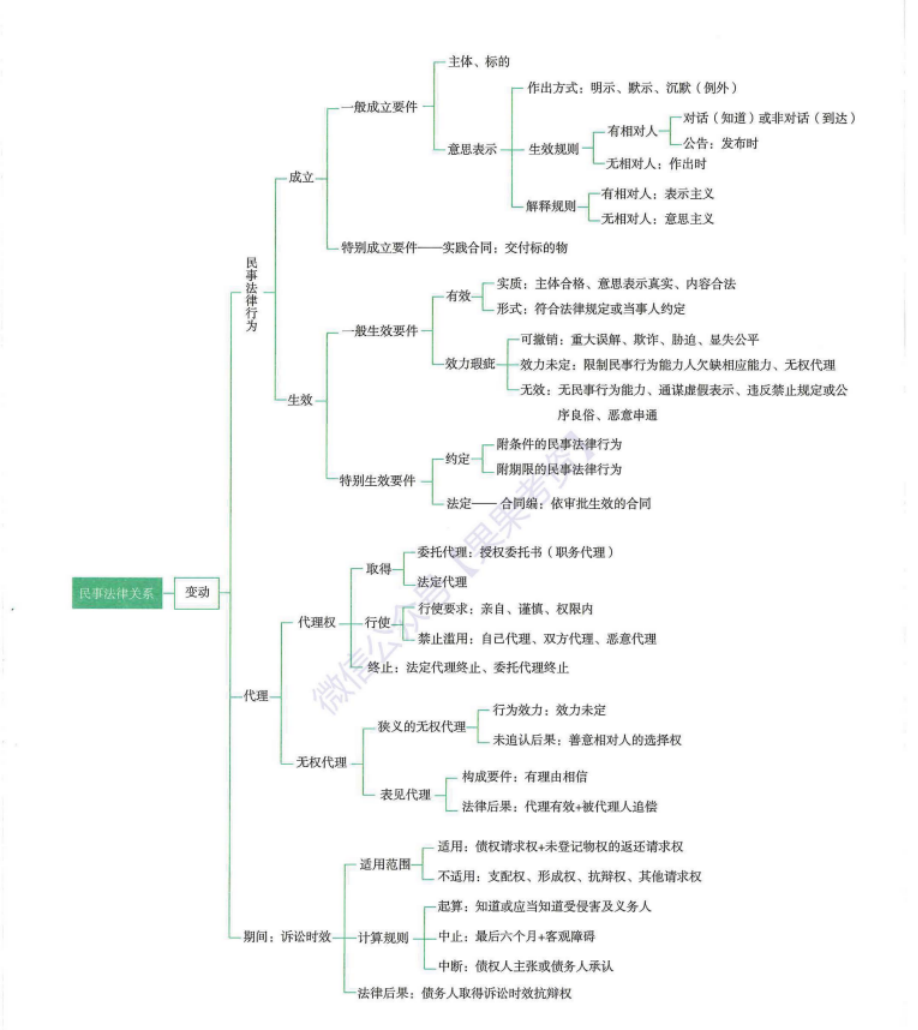 主体、标的
作出方式：明示、默示、沉默（例外）
一般成立要件
对话（知道）或非对话（到达）
有相对人
公告：发布时
意思表示
生效规则
无相对人：作出时
成立
有相对人：表示主义
解释规则
无相对人：意思主义
特别成立要件——实践合同：交付标的物
民事法律行为
实质：主体合格、意思表示真实、内容合法
有效
形式：符合法律规定或当事人约定
一般生效要件
可撤销：重大误解、欺诈、胁迫、显失公平
效力瑕疵
效力未定：限制民事行为能力人欠缺相应能力、无权代理
无效：无民事行为能力、通谋虚假表示、违反禁止规定或公
序良俗、恶意串通
生效
附条件的民事法律行为
约定
附期限的民事法律行为
特别生效要件
法定——合同编：依审批生效的合同
委托代理：授权委托书（职务代理）
取得
法定代理
民事法律关系
变动
行使要求：亲自、谨慎、权限内
代理权
行使
禁止滥用：自己代理、双方代理、恶意代理
终止：法定代理终止、委托代理终止
代理
行为效力：效力未定
狭义的无权代理
未追认后果：善意相对人的选择权
无权代理
构成要件：有理由相信
表见代理
法律后果：代理有效+被代理人追偿
适用：债权请求权+未登记物权的返还请求权
适用范围
不适用：支配权、形成权、抗辩权、其他请求权
起算：知道或应当知道受侵害及义务人
期间：诉讼时效
计算规则
中止：最后六个月+客观障碍
中断：债权人主张或债务人承认
法律后果：债务人取得诉讼时效抗辩权
微信公众号【果果考资】